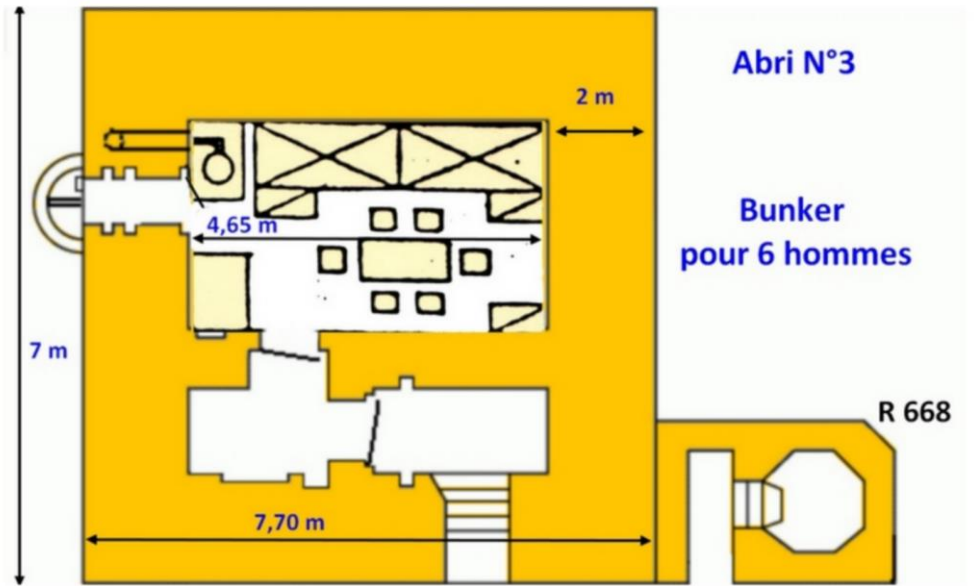 Abri N°3
2 m
Bunker
pour 6 hommes
4,65 m
7 m
R 668
7,70 m